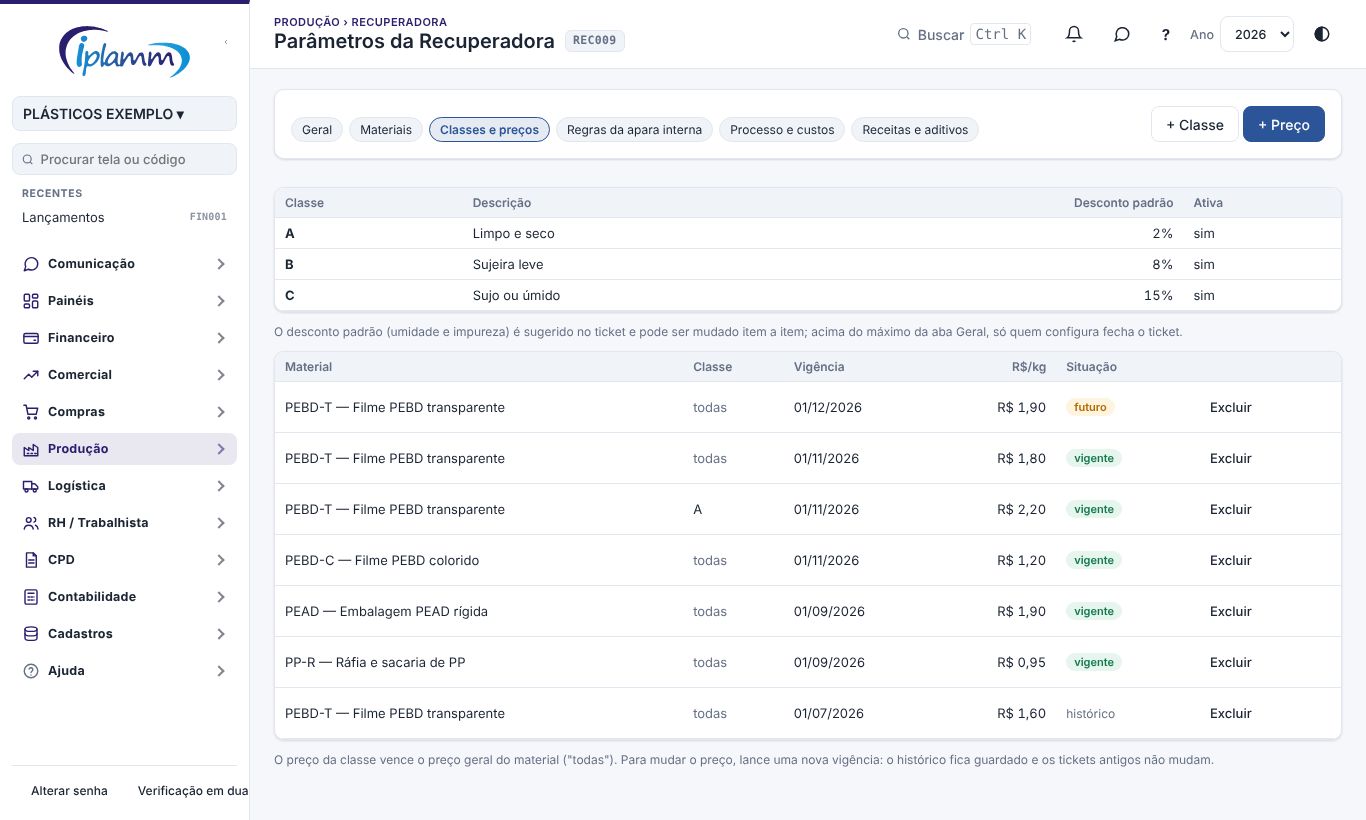 iplamm
PLÁSTICOS EXEMPLO ▾
Procurar tela ou código
RECENTES
Lançamentos FIN001
Comunicação
Painéis
Financeiro
Comercial
Compras
Produção
Logística
RH / Trabalhista
CPD
Contabilidade
Cadastros
Ajuda
Alterar senha Verificação em dua
PRODUÇÃO › RECUPERADORA
Parâmetros da Recuperadora REC009
Buscar Ctrl K ? Ano 2026
Geral Materiais Classes e preços Regras da apara interna Processo e custos Receitas e aditivos + Classe + Preço
Classe Descrição Desconto padrão Ativa
A Limpo e seco 2% sim
B Sujeira leve 8% sim
C Sujo ou úmido 15% sim
O desconto padrão (umidade e impureza) é sugerido no ticket e pode ser mudado item a item; acima do máximo da aba Geral, só quem configura fecha o ticket.
Material Classe Vigência R$/kg Situação
PEBD-T — Filme PEBD transparente todas 01/12/2026 R$ 1,90 futuro Excluir
PEBD-T — Filme PEBD transparente todas 01/11/2026 R$ 1,80 vigente Excluir
PEBD-T — Filme PEBD transparente A 01/11/2026 R$ 2,20 vigente Excluir
PEBD-C — Filme PEBD colorido todas 01/11/2026 R$ 1,20 vigente Excluir
PEAD — Embalagem PEAD rígida todas 01/09/2026 R$ 1,90 vigente Excluir
PP-R — Ráfia e sacaria de PP todas 01/09/2026 R$ 0,95 vigente Excluir
PEBD-T — Filme PEBD transparente todas 01/07/2026 R$ 1,60 histórico Excluir
O preço da classe vence o preço geral do material ("todas"). Para mudar o preço, lance uma nova vigência: o histórico fica guardado e os tickets antigos não mudam.